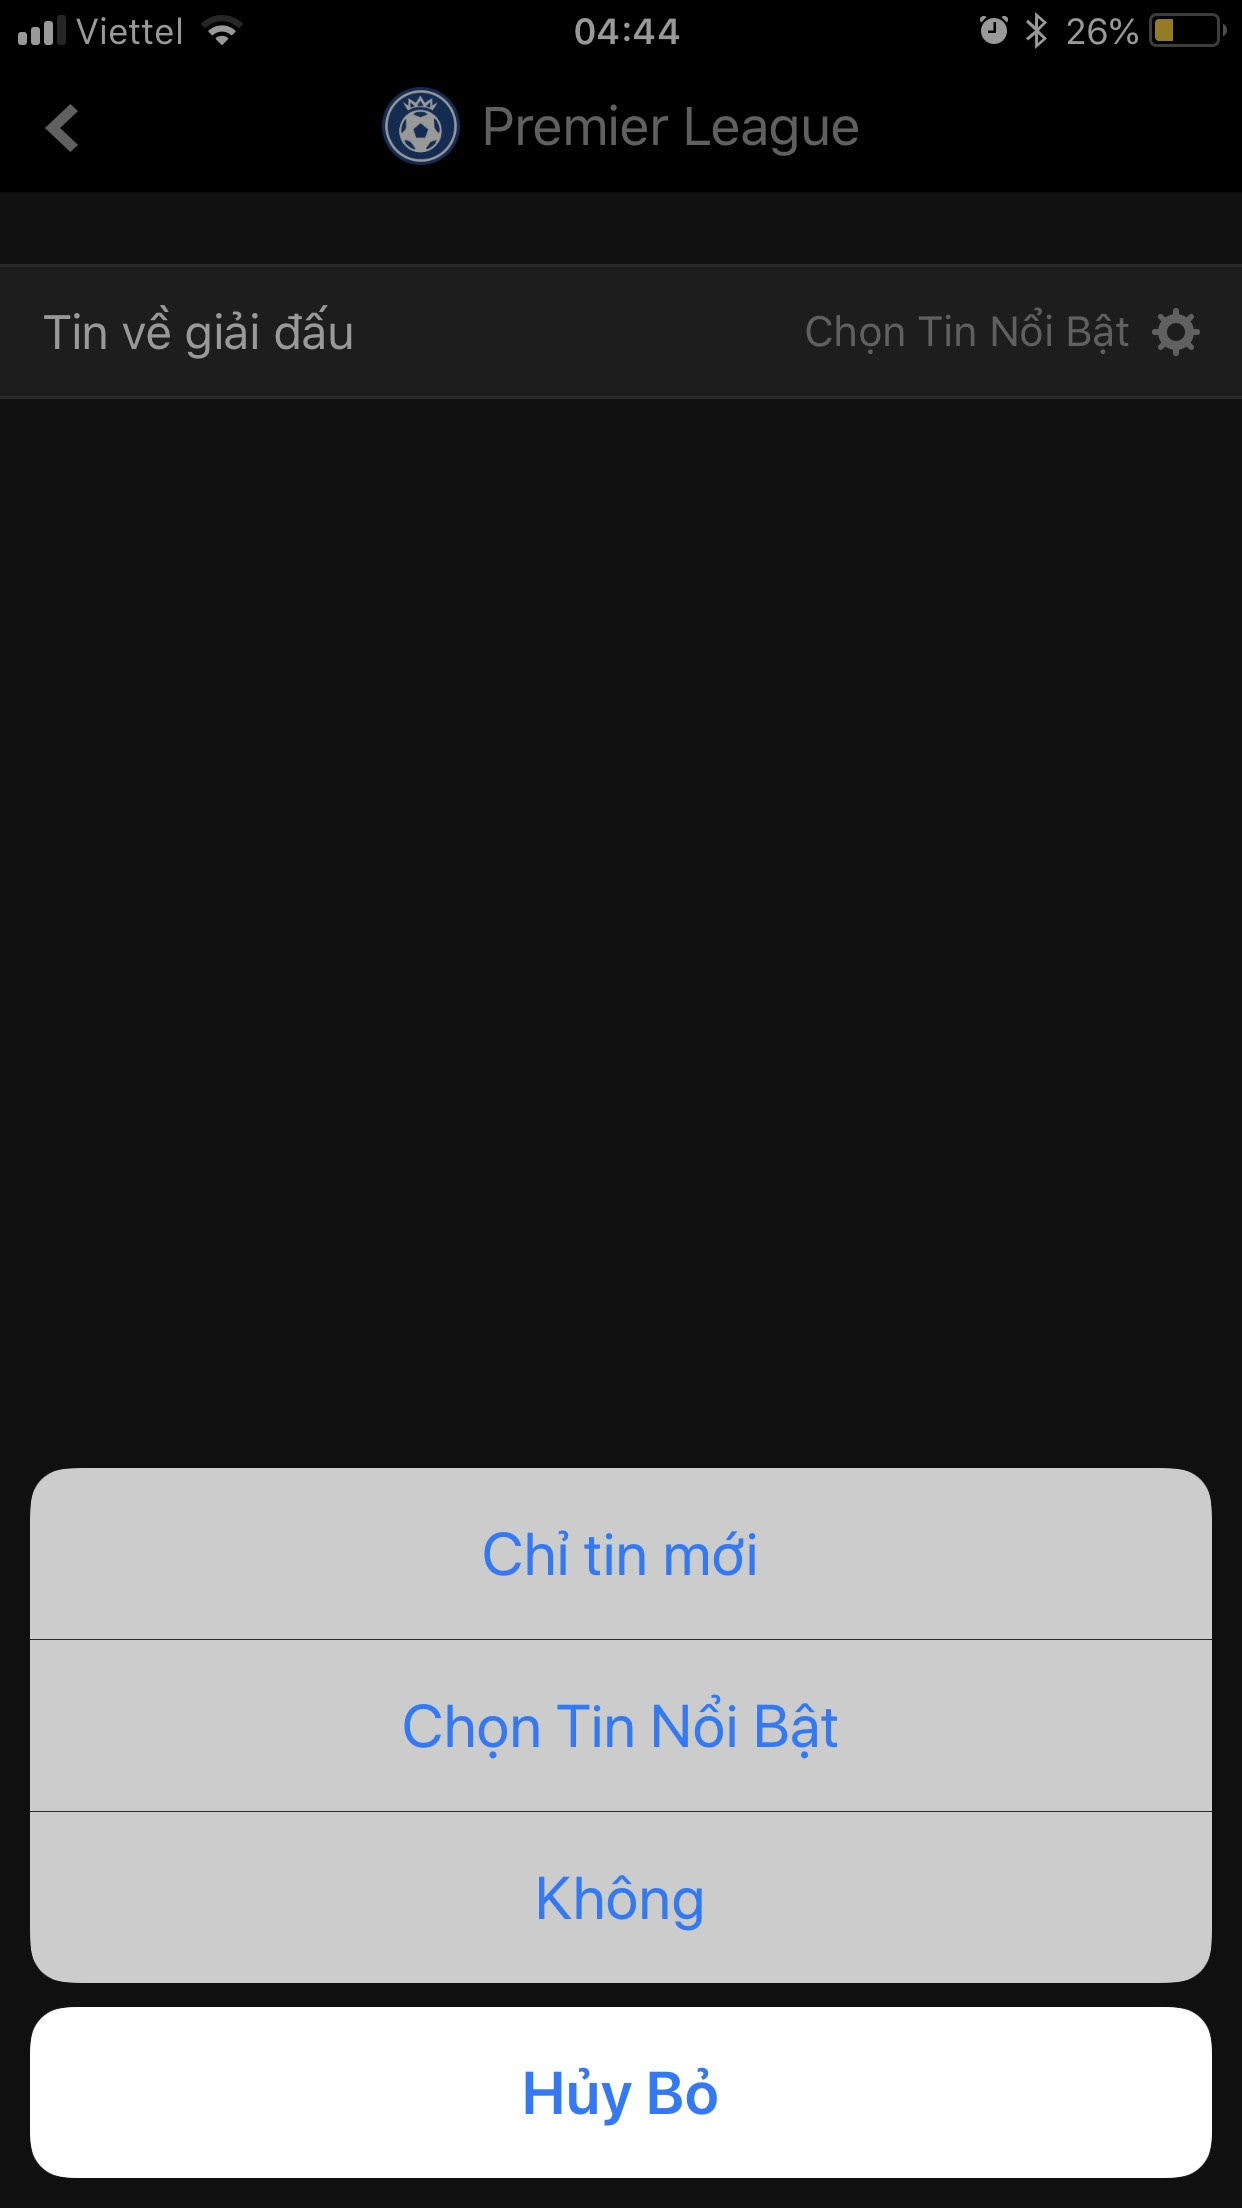 Viettel 04:44 26%
Premier League
Tin về giải đấu Chọn Tin Nổi Bật
Chỉ tin mới
Chọn Tin Nổi Bật
Không
Hủy Bỏ